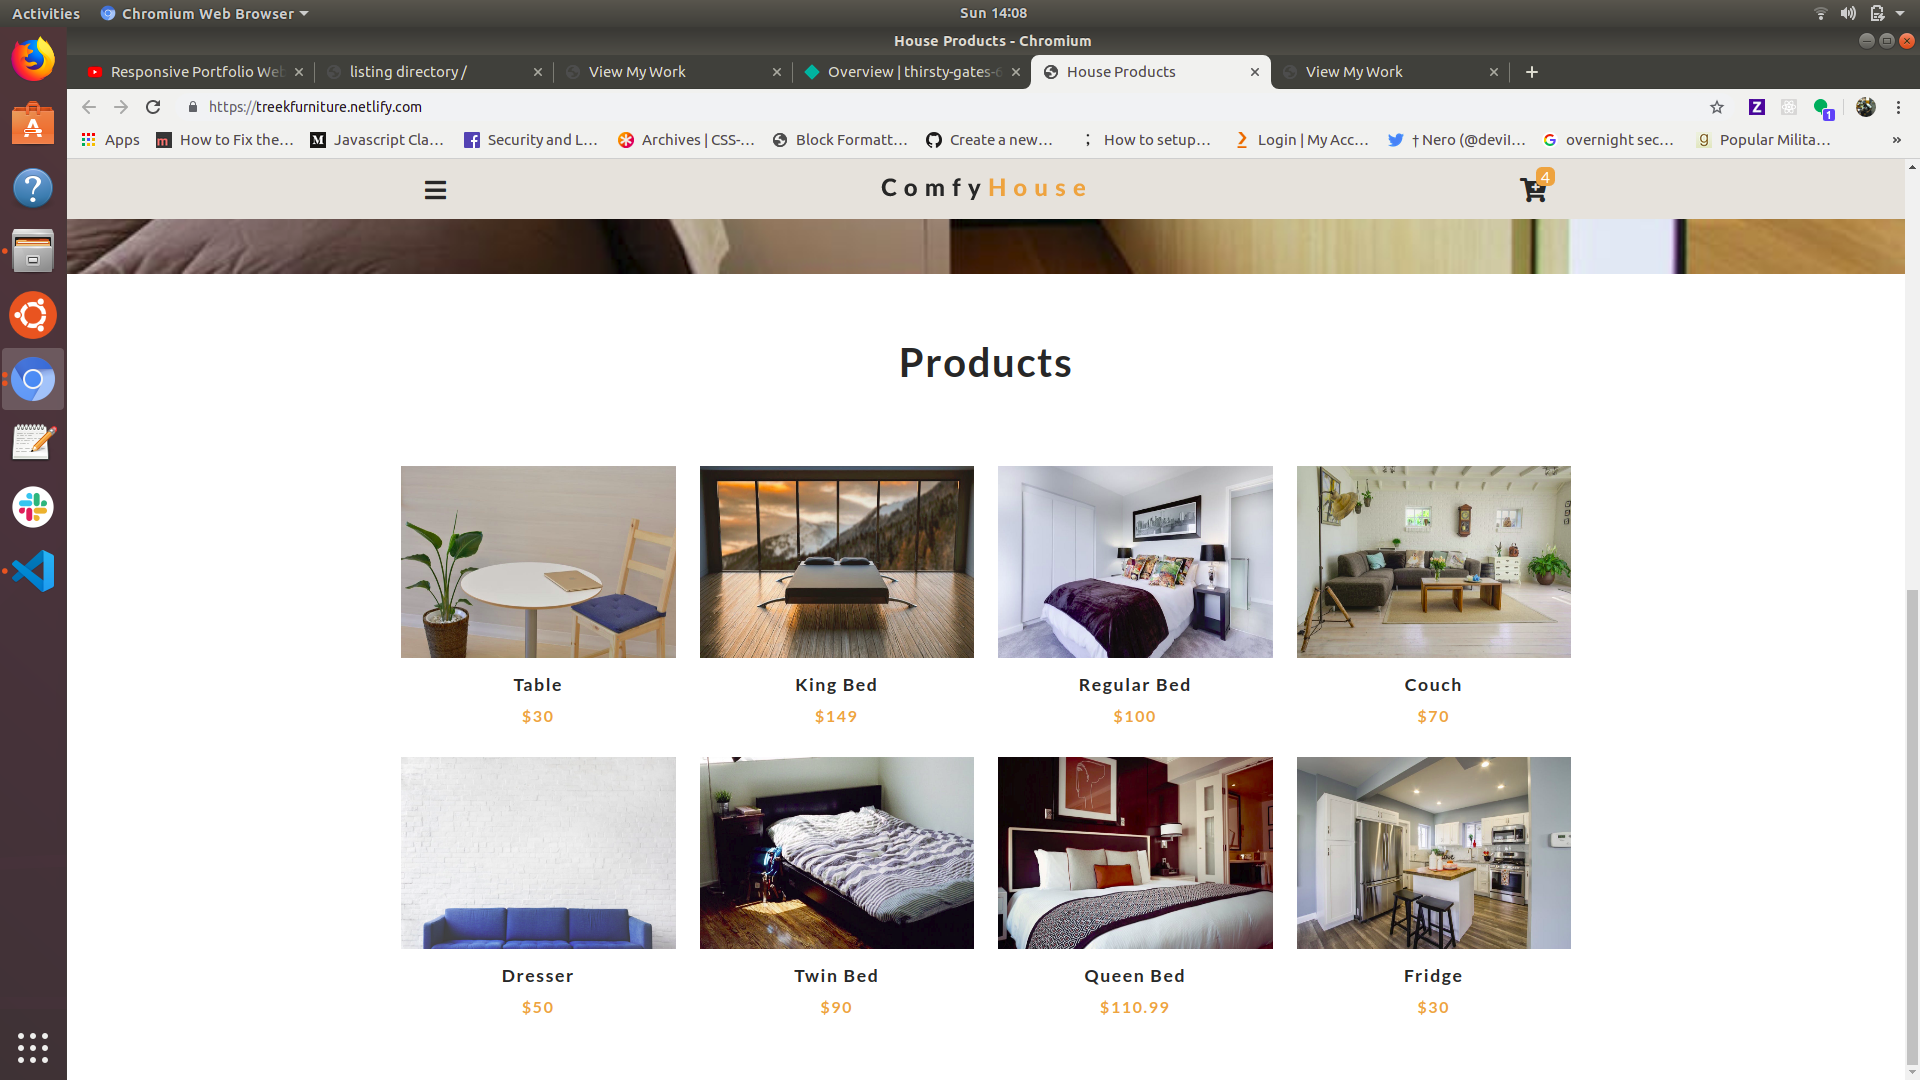 Activities
Chromium Web Browser
Sun 14:08
House Products - Chromium
Responsive Portfolio Web
listing directory /
View My Work
Overview | thirsty-gates-6
House Products
View My Work
https://treekfurniture.netlify.com
1
Apps
How to Fix the...
Javascript Cla...
Security and L...
Archives | CSS-...
Block Formatt...
Create a new...
How to setup...
Login | My Acc...
† Nero (@devil...
overnight sec...
Popular Milita...
ComfyHouse
4
Products
Table
King Bed
Regular Bed
Couch
$30
$149
$100
$70
Dresser
Twin Bed
Queen Bed
Fridge
$50
$90
$110.99
$30